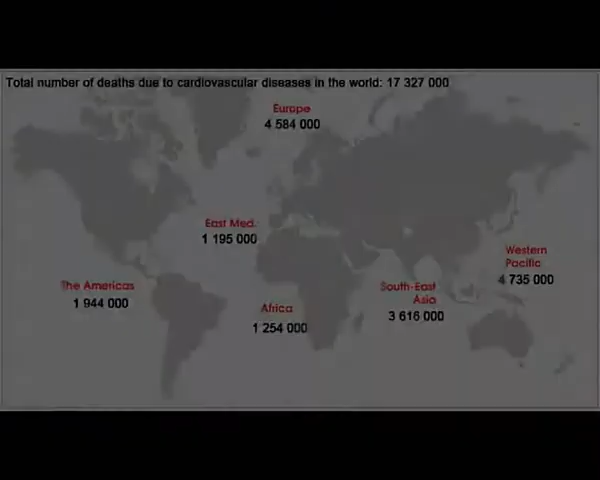 Total number of deaths due to cardiovascular diseases in the world: 17 327 000
Europe
4 584 000
East Med.
1 195 000
Western
Pacific
4 735 000
The Americas
1 944 000
South-East
Asia
3 616 000
Africa
1 254 000